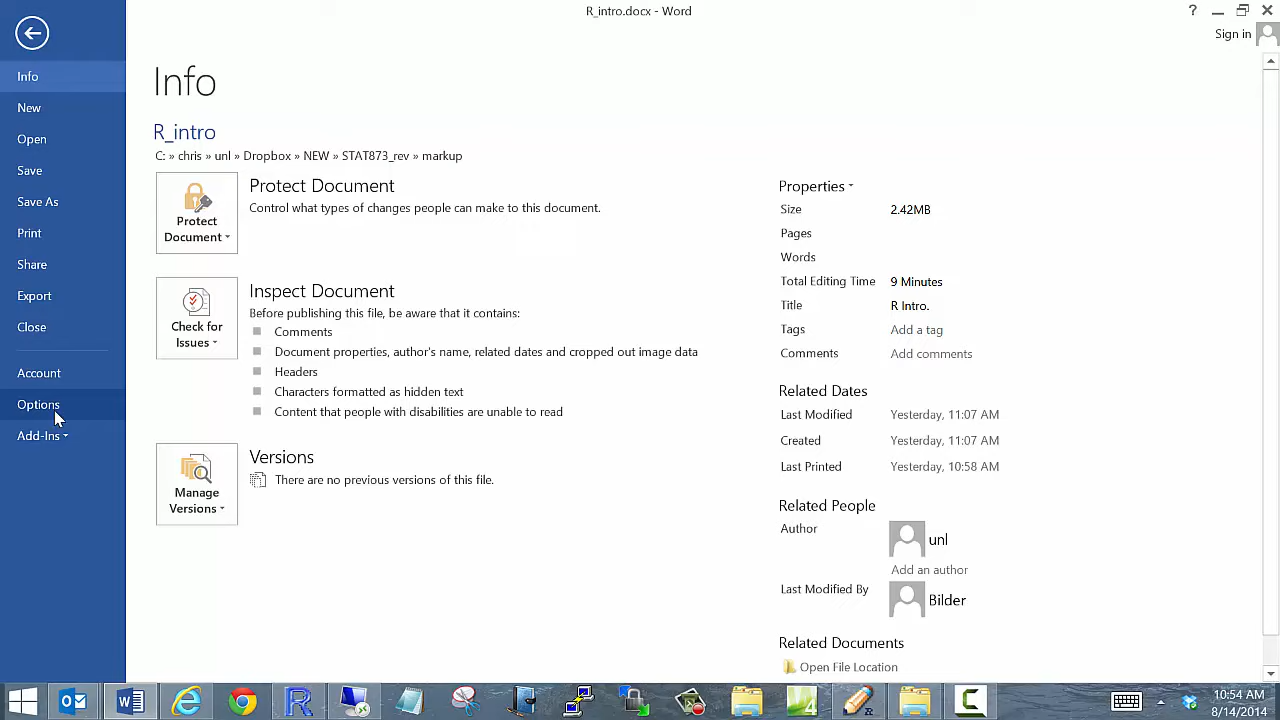 R_intro.docx - Word
?
Sign in
Info
New
Open
Save
Save As
Print
Share
Export
Close
Account
Options
Add-Ins
Info
R_intro
C: » chris » unl » Dropbox » NEW » STAT873_rev » markup
Protect Document
Protect Document
Control what types of changes people can make to this document.
Check for Issues
Inspect Document
Before publishing this file, be aware that it contains:
Comments
Document properties, author's name, related dates and cropped out image data
Headers
Characters formatted as hidden text
Content that people with disabilities are unable to read
Manage Versions
Versions
There are no previous versions of this file.
Properties
Size 2.42MB
Pages
Words
Total Editing Time 9 Minutes
Title R Intro.
Tags Add a tag
Comments Add comments
Related Dates
Last Modified Yesterday, 11:07 AM
Created Yesterday, 11:07 AM
Last Printed Yesterday, 10:58 AM
Related People
Author unl
Add an author
Last Modified By Bilder
Related Documents
Open File Location
10:54 AM
8/14/2014